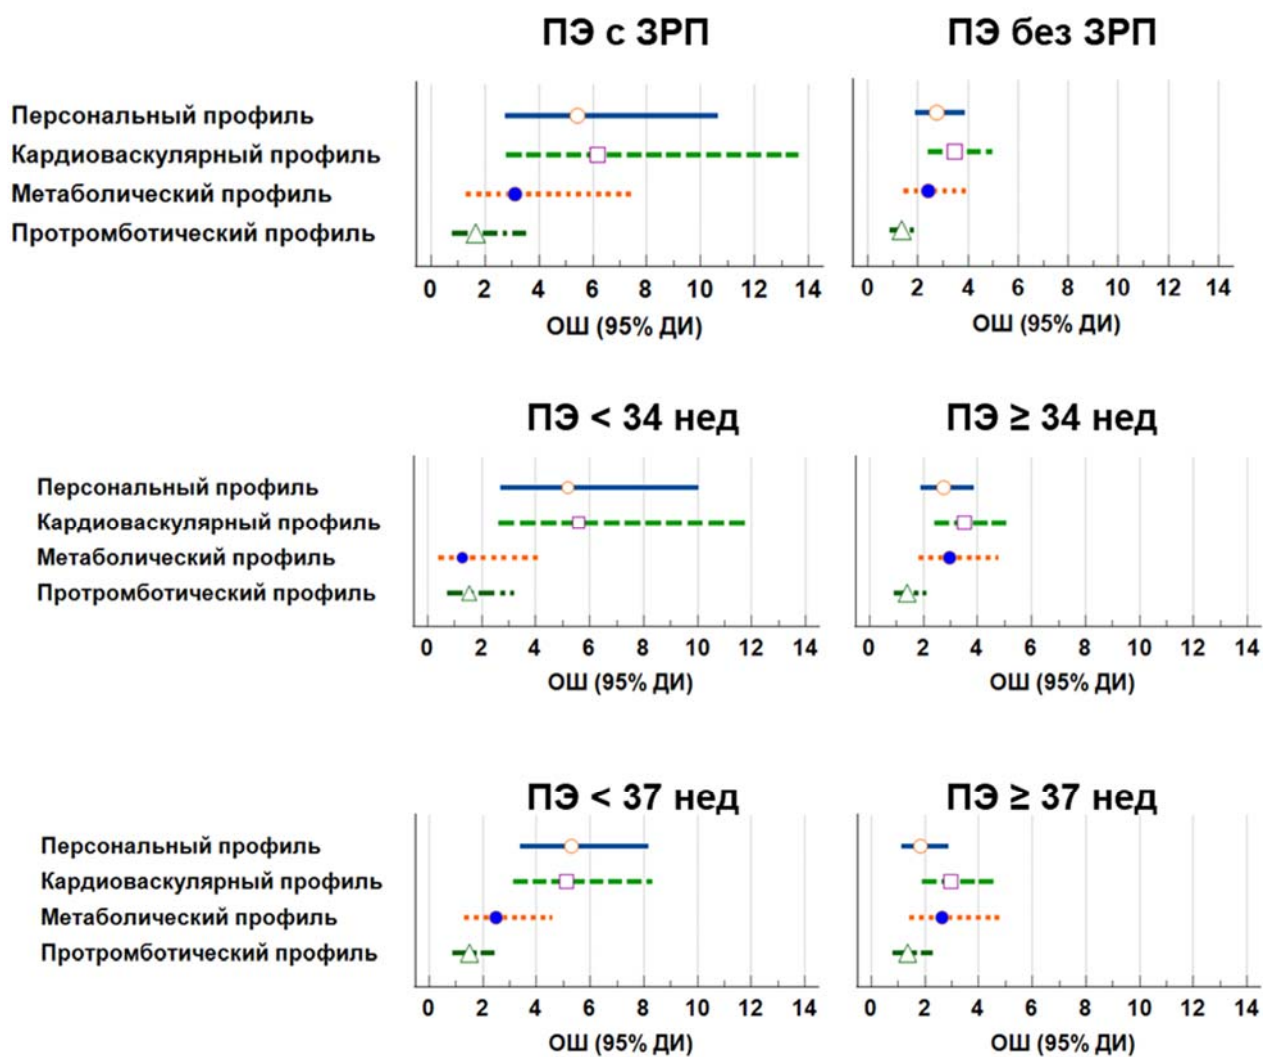 ПЭ с ЗРП ПЭ без ЗРП
Персональный профиль
Кардиоваскулярный профиль
Метаболический профиль
Протромботический профиль
0 2 4 6 8 10 12 14 0 2 4 6 8 10 12 14
ОШ (95% ДИ) ОШ (95% ДИ)
ПЭ < 34 нед ПЭ ≥ 34 нед
Персональный профиль
Кардиоваскулярный профиль
Метаболический профиль
Протромботический профиль
0 2 4 6 8 10 12 14 0 2 4 6 8 10 12 14
ОШ (95% ДИ) ОШ (95% ДИ)
ПЭ < 37 нед ПЭ ≥ 37 нед
Персональный профиль
Кардиоваскулярный профиль
Метаболический профиль
Протромботический профиль
0 2 4 6 8 10 12 14 0 2 4 6 8 10 12 14
ОШ (95% ДИ) ОШ (95% ДИ)